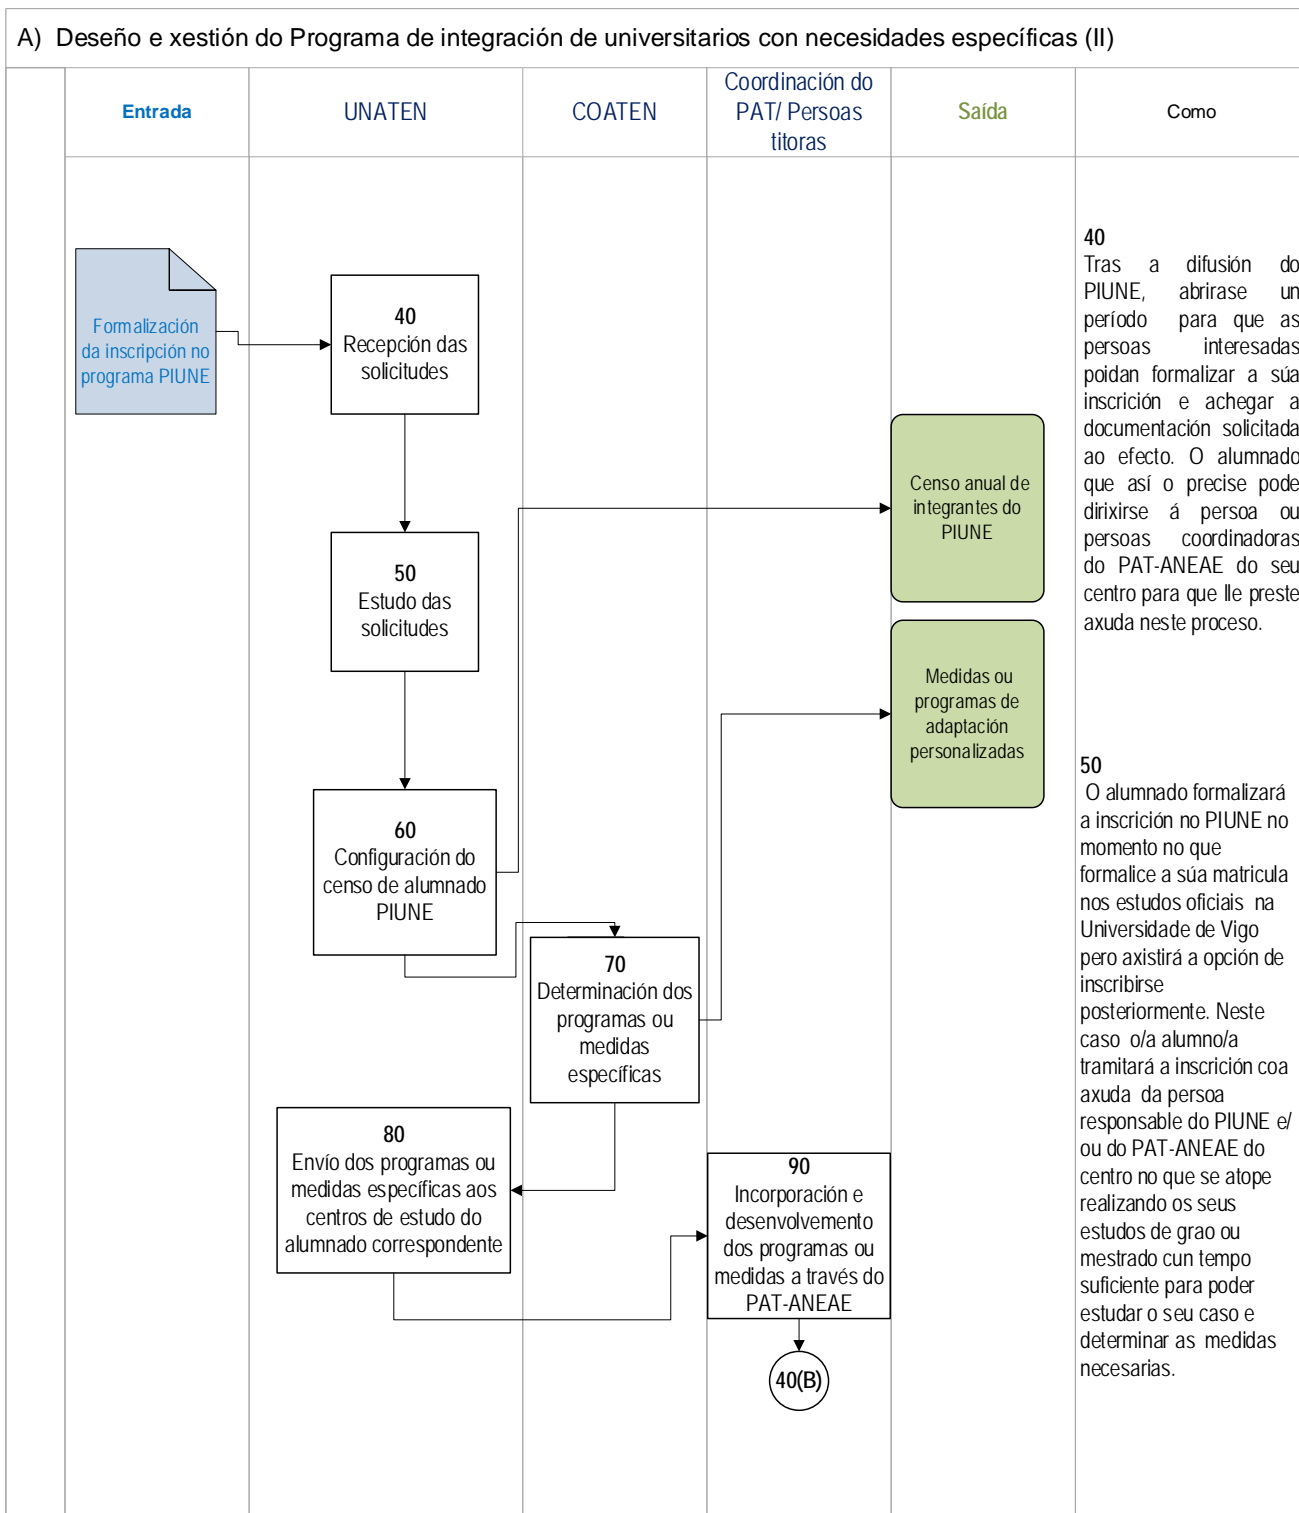 A) Deseño e xestión do Programa de integración de universitarios con necesidades específicas (II)
Entrada
UNATEN
COATEN
Coordinación do
PAT/ Persoas
titoras
Saída
Como
Formalización
da inscripción no
programa PIUNE
40
Recepción das
solicitudes
50
Estudo das
solicitudes
60
Configuración do
censo de alumnado
PIUNE
70
Determinación dos
programas ou
medidas
específicas
80
Envío dos programas ou
medidas específicas aos
centros de estudo do
alumnado correspondente
90
Incorporación e
desenvolvemento
dos programas ou
medidas a través do
PAT-ANEAE
40(B)
Censo anual de
integrantes do
PIUNE
Medidas ou
programas de
adaptación
personalizadas
40
Tras a difusión do
PIUNE, abrirase un
período para que as
persoas interesadas
poidan formalizar a súa
inscrición e achegar a
documentación solicitada
ao efecto. O alumnado
que así o precise pode
dirixirse á persoa ou
persoas coordinadoras
do PAT-ANEAE do seu
centro para que lle preste
axuda neste proceso.
50
O alumnado formalizará
a inscrición no PIUNE no
momento no que
formalice a súa matricula
nos estudos oficiais na
Universidade de Vigo
pero axistirá a opción de
inscribirse
posteriormente. Neste
caso o/a alumno/a
tramitará a inscrición coa
axuda da persoa
responsable do PIUNE e/
ou do PAT-ANEAE do
centro no que se atope
realizando os seus
estudos de grao ou
mestrado cun tempo
suficiente para poder
estudar o seu caso e
determinar as medidas
necesarias.